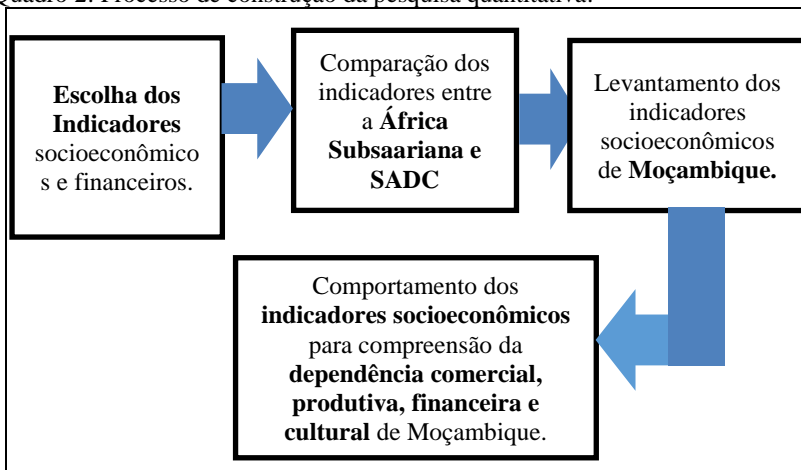 Quadro 2. Processo de construção da pesquisa quantitativa.
Escolha dos
Indicadores
socioeconômico
s e financeiros.
Comparação dos
indicadores entre
a África
Subsaariana e
SADC
Levantamento dos
indicadores
socioeconômicos
de Moçambique.
Comportamento dos
indicadores socioeconômicos
para compreensão da
dependência comercial,
produtiva, financeira e
cultural de Moçambique.